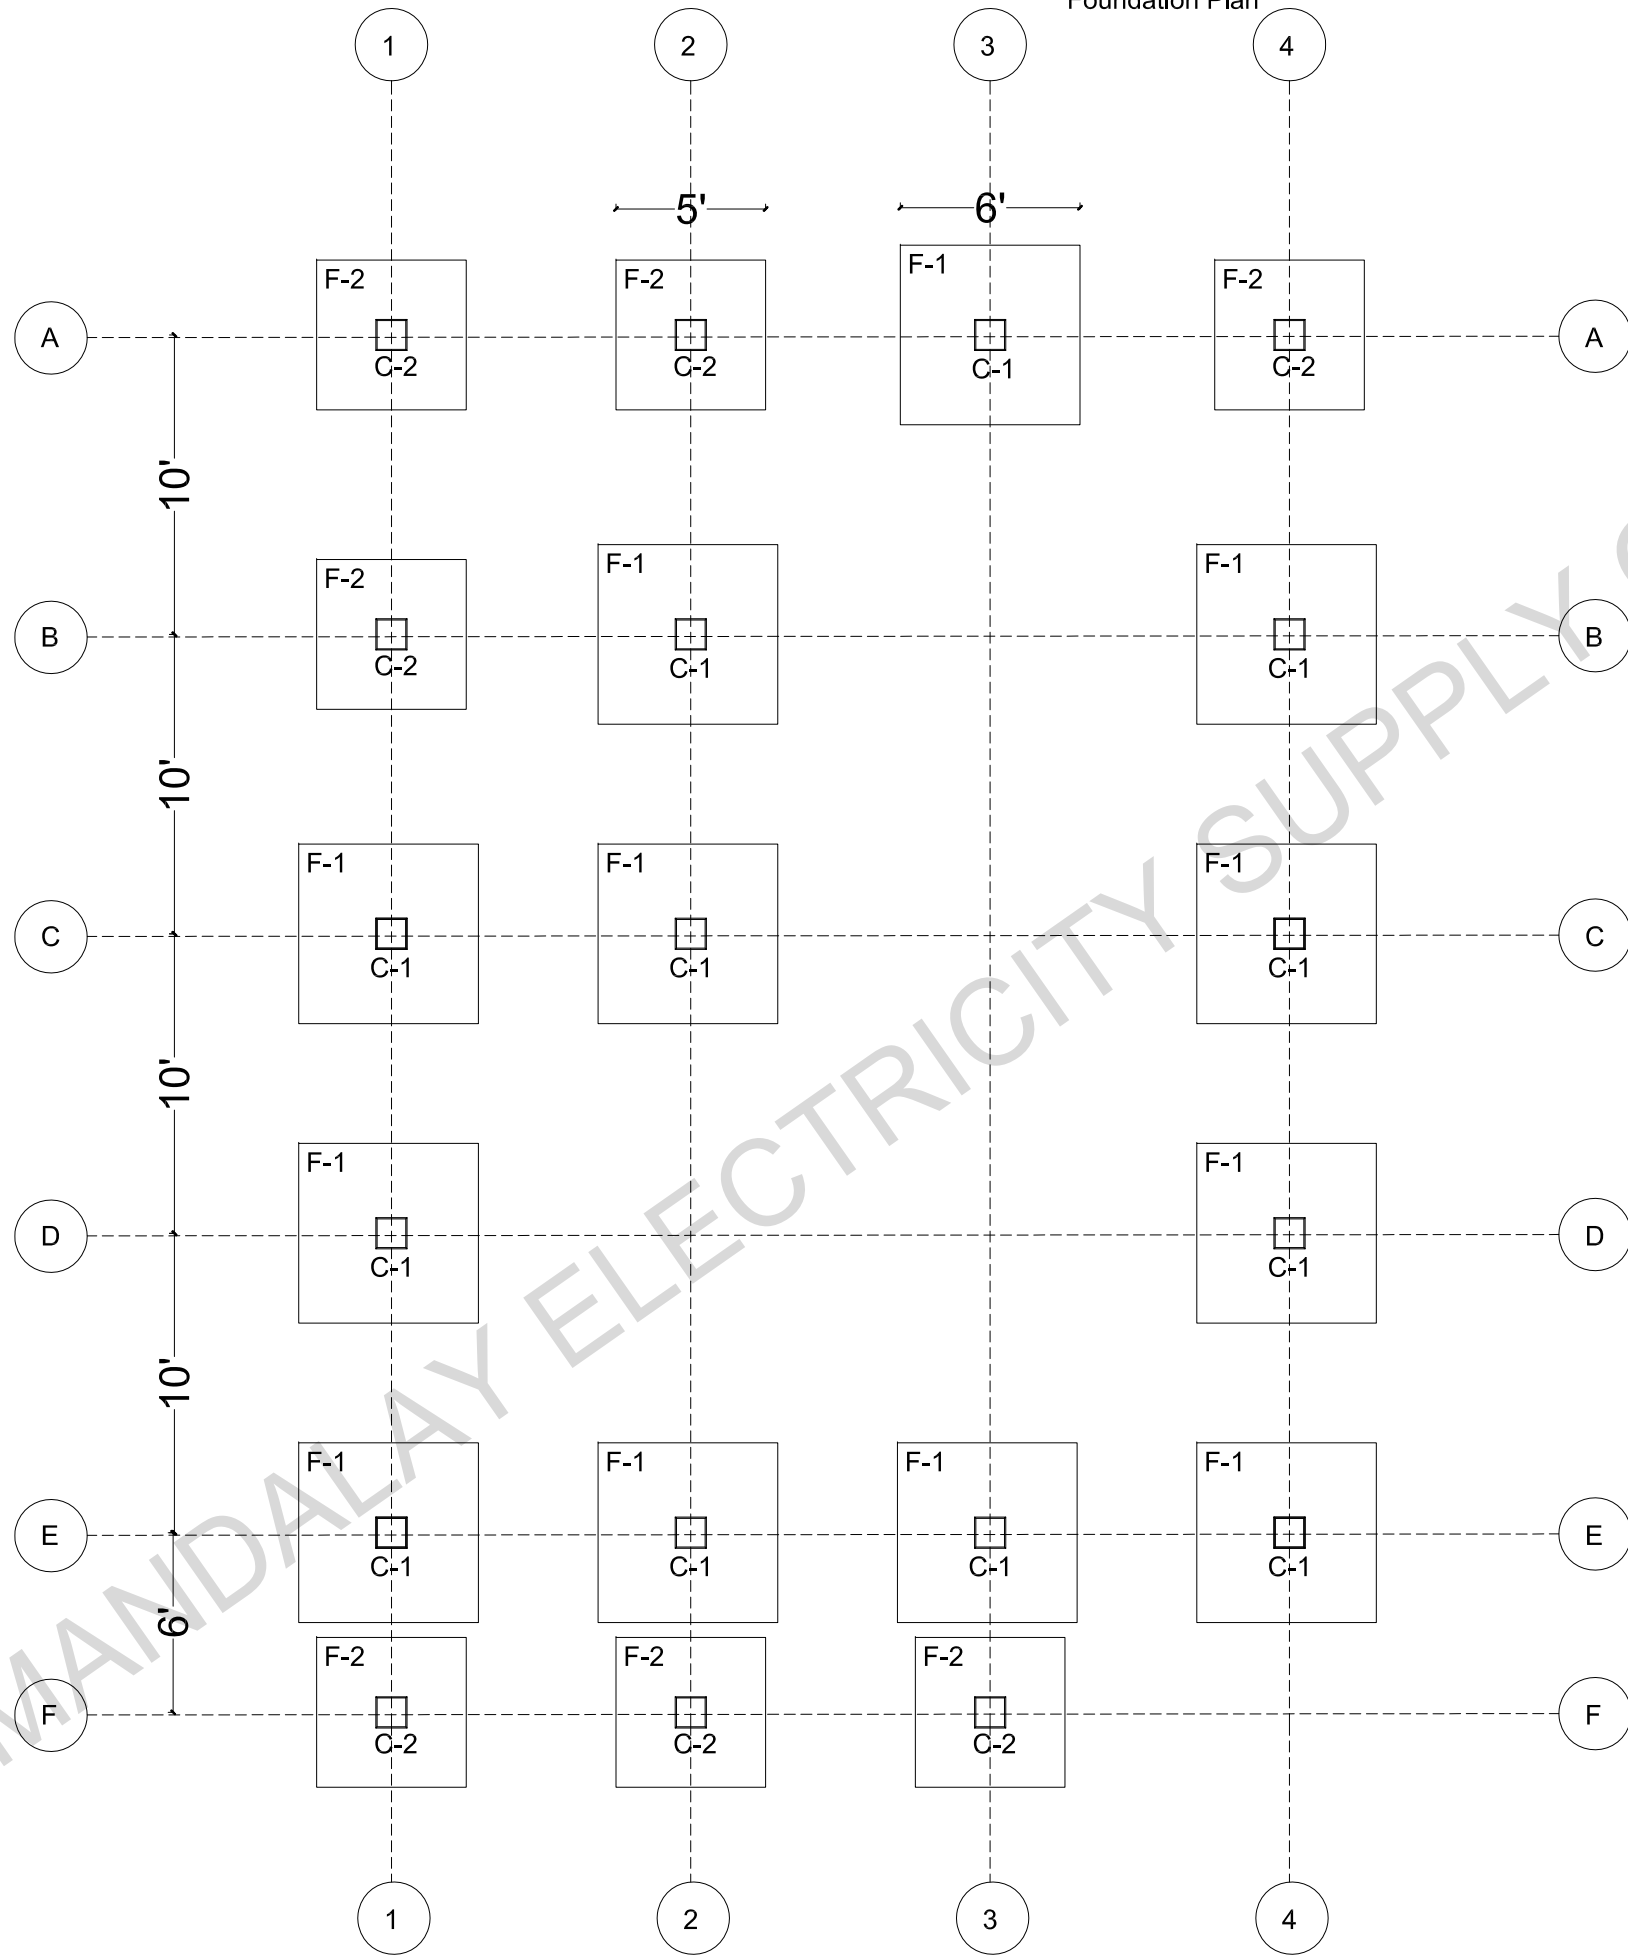 Foundation Plan
1 2 3 4
5' 6'
F-2 F-2 F-1 F-2
A A
C-2 C-2 C-1 C-2
10'
F-2 F-1 F-1
B B
C-2 C-1 C-1
10'
F-1 F-1 F-1
C C
C-1 C-1 C-1
10'
F-1 F-1
D D
C-1 C-1
10'
F-1 F-1 F-1 F-1
E E
C-1 C-1 C-1 C-1
6'
F-2 F-2 F-2
F F
C-2 C-2 C-2
1 2 3 4
MANDALAY ELECTRICITY SUPPLY